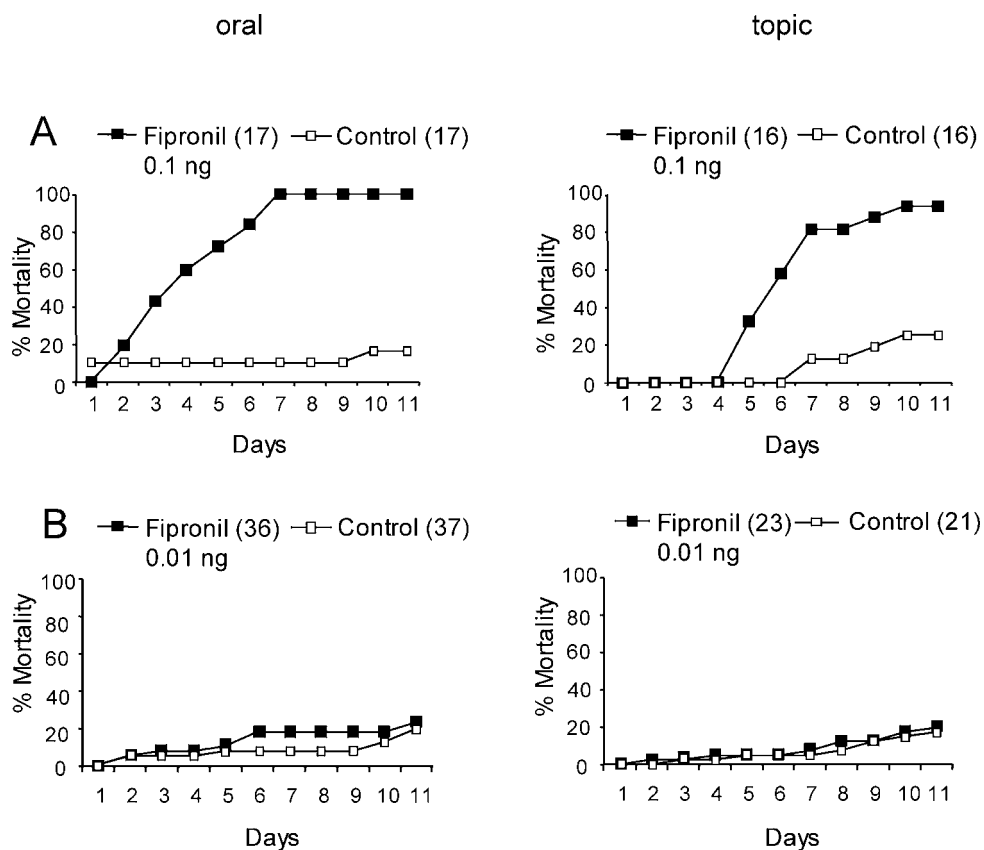 oral
topic
A
Fipronil (17) Control (17)
0.1 ng
% Mortality
100
80
60
40
20
0
1 2 3 4 5 6 7 8 9 10 11
Days
Fipronil (16) Control (16)
0.1 ng
% Mortality
100
80
60
40
20
0
1 2 3 4 5 6 7 8 9 10 11
Days
B
Fipronil (36) Control (37)
0.01 ng
% Mortality
100
80
60
40
20
0
1 2 3 4 5 6 7 8 9 10 11
Days
Fipronil (23) Control (21)
0.01 ng
% Mortality
100
80
60
40
20
0
1 2 3 4 5 6 7 8 9 10 11
Days